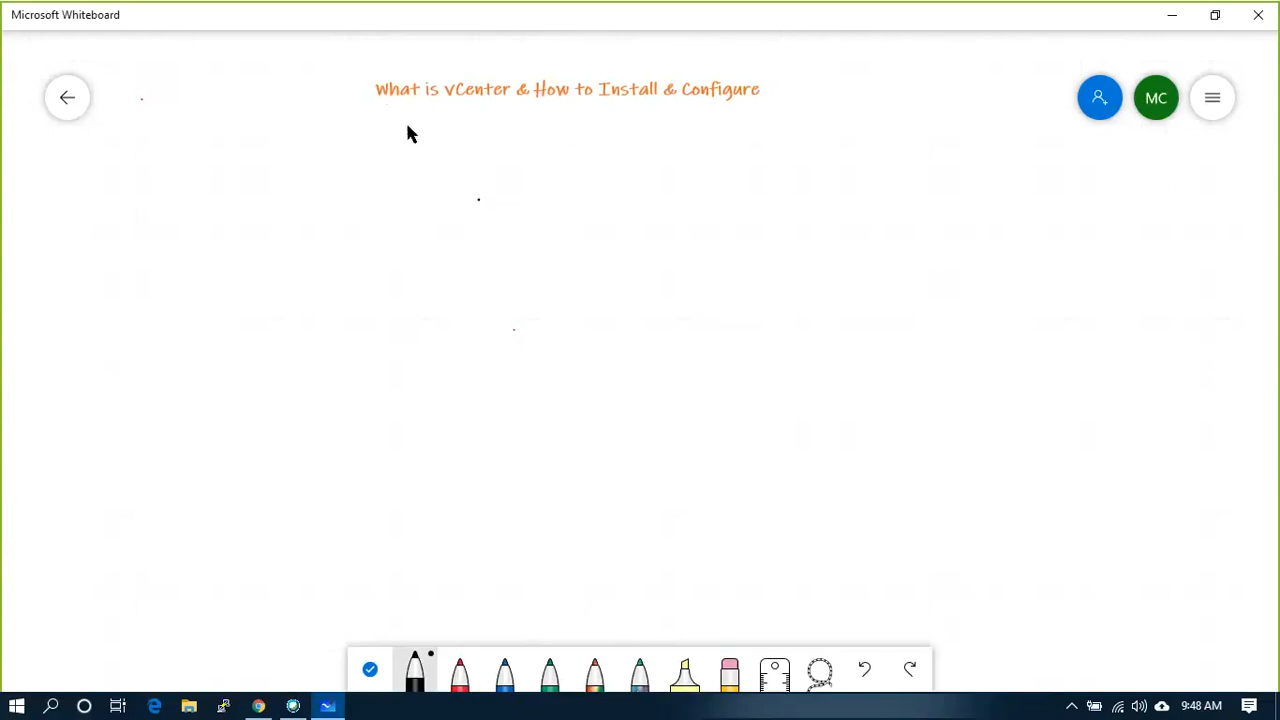 Microsoft Whiteboard
What is vCenter & How to Install & Configure
MC
9:48 AM